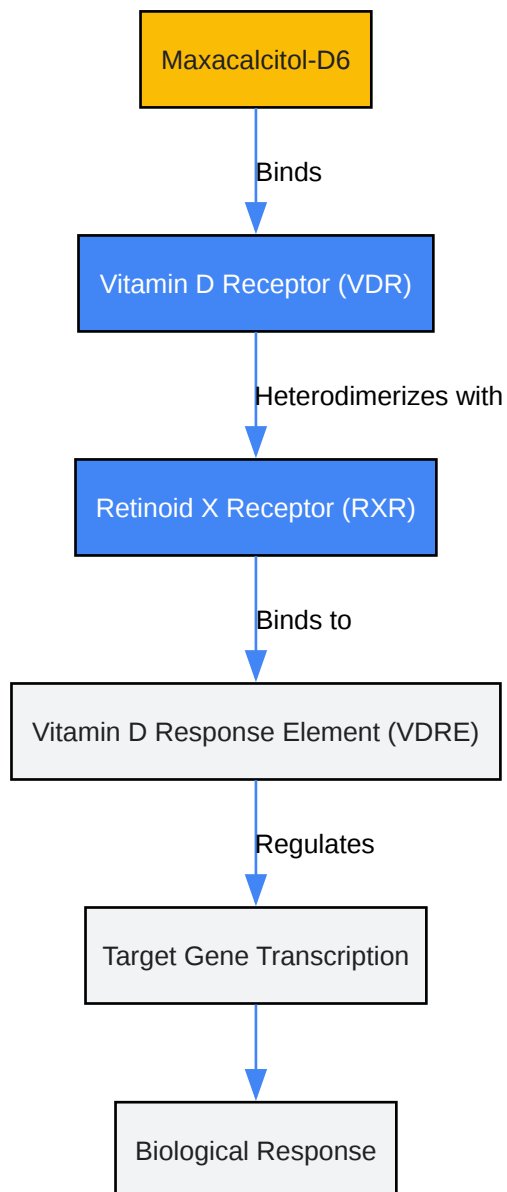 Maxacalcitol-D6
Binds
Vitamin D Receptor (VDR)
Heterodimerizes with
Retinoid X Receptor (RXR)
Binds to
Vitamin D Response Element (VDRE)
Regulates
Target Gene Transcription
Biological Response